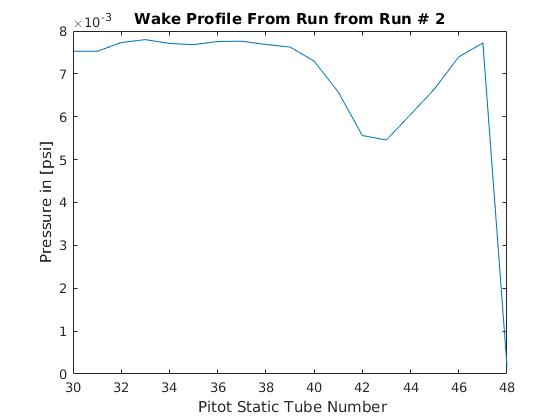 ×10⁻³
Wake Profile From Run from Run # 2
8
7
6
5
4
3
2
1
0
Pressure in [psi]
30 32 34 36 38 40 42 44 46 48
Pitot Static Tube Number